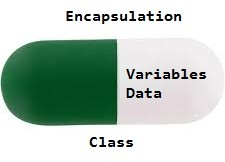 Encapsulation
Variables
Data
Class